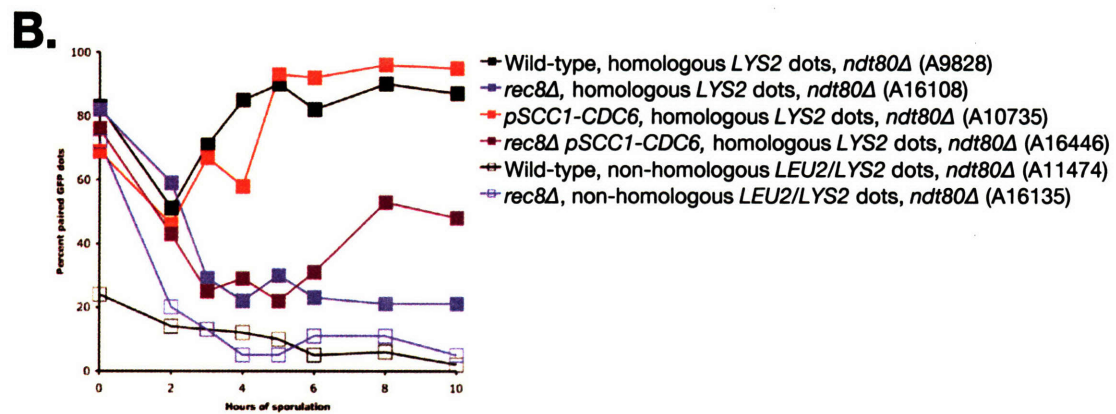 B.
100
80
60
40
20
0
Percent paired GFP dots
0 2 4 6 8 10
Hours of sporulation
Wild-type, homologous LYS2 dots, ndt80Δ (A9828)
rec8Δ, homologous LYS2 dots, ndt80Δ (A16108)
pSCC1-CDC6, homologous LYS2 dots, ndt80Δ (A10735)
rec8Δ pSCC1-CDC6, homologous LYS2 dots, ndt80Δ (A16446)
Wild-type, non-homologous LEU2/LYS2 dots, ndt80Δ (A11474)
rec8Δ, non-homologous LEU2/LYS2 dots, ndt80Δ (A16135)